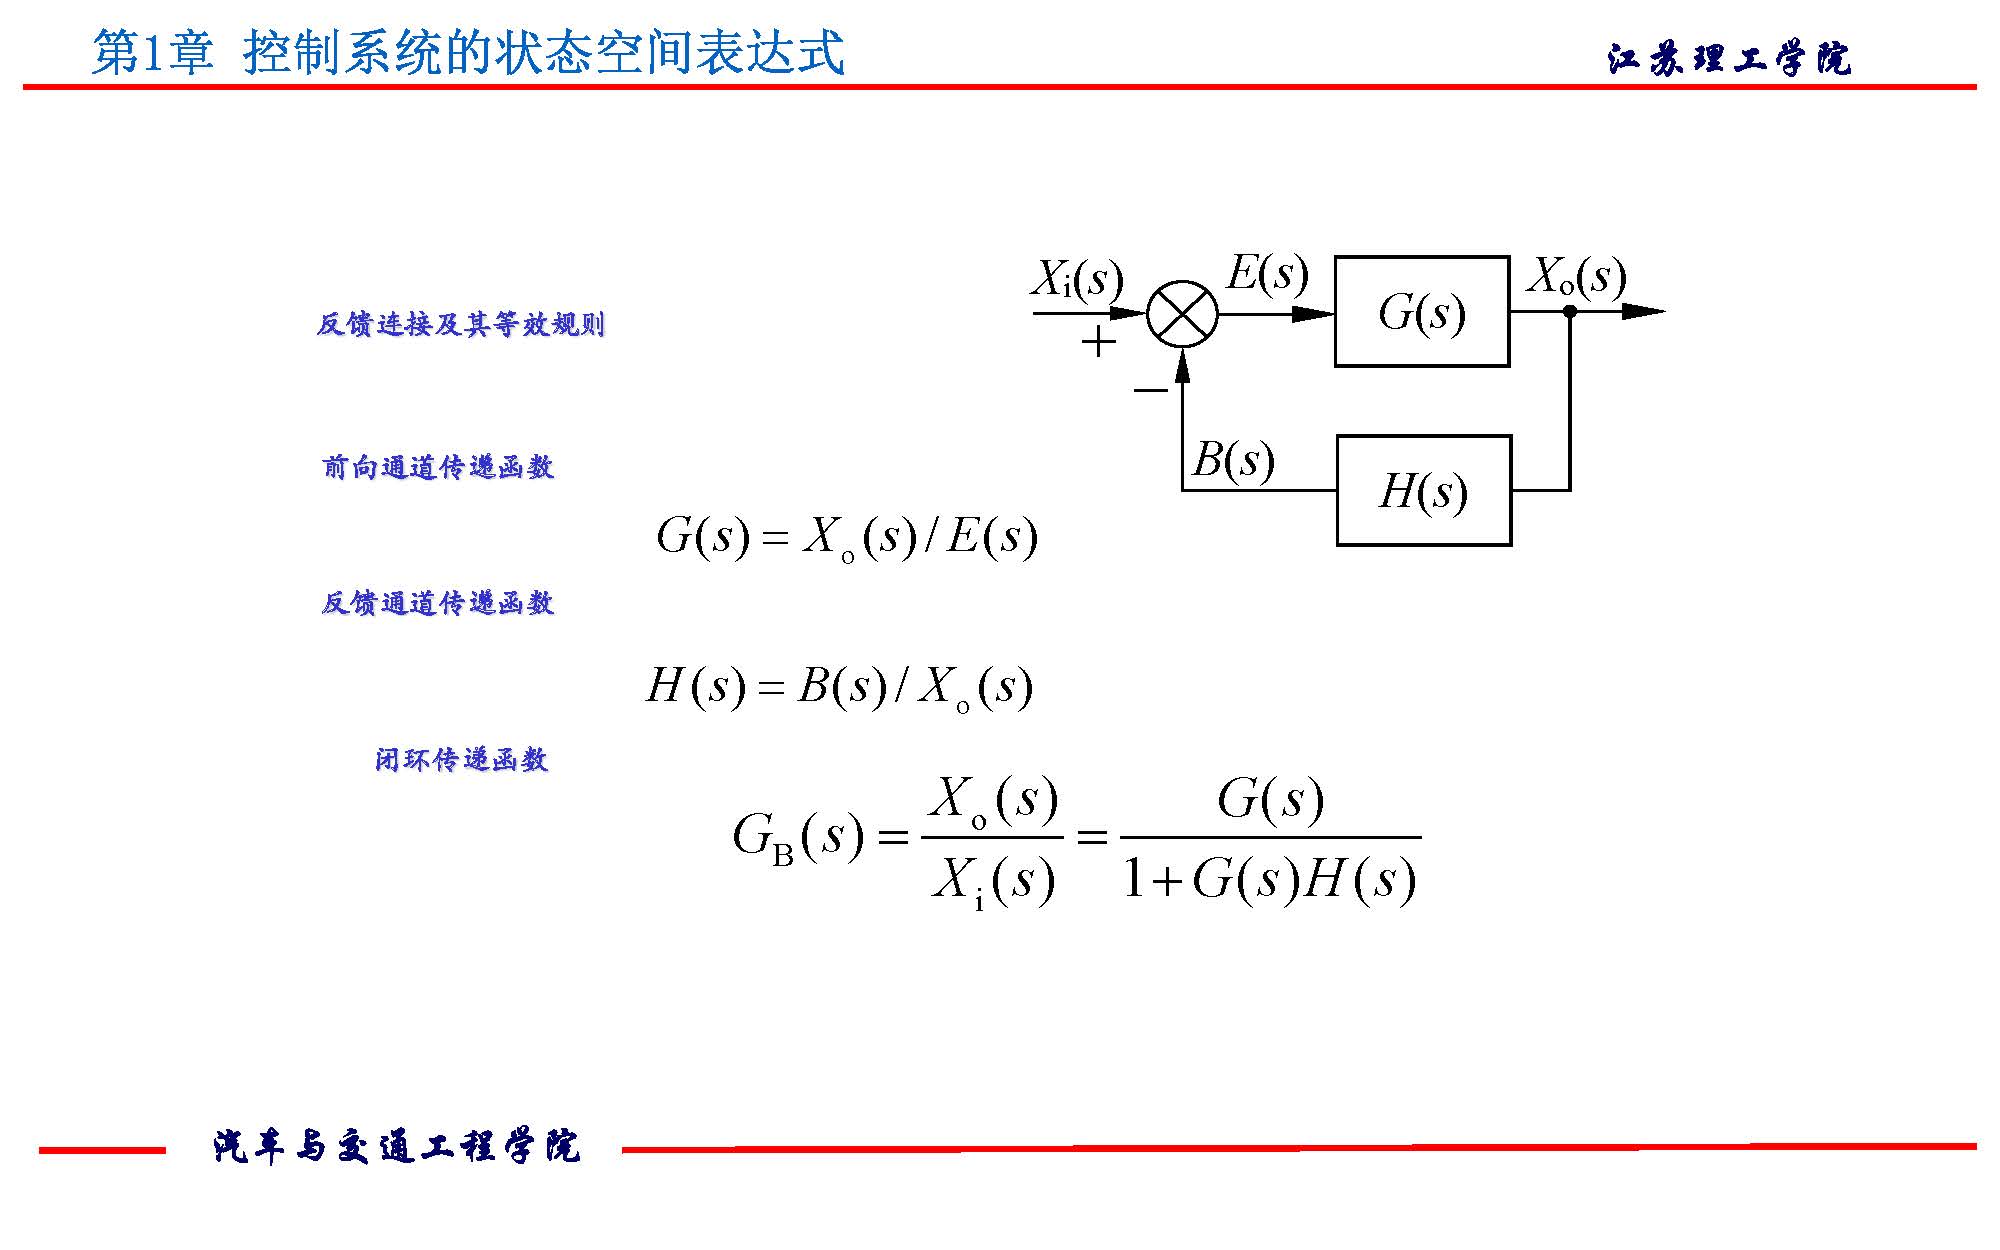 第1章 控制系统的状态空间表达式
江苏理工学院
反馈连接及其等效规则
X_i(s)
+
−
E(s)
G(s)
X_o(s)
B(s)
H(s)
前向通道传递函数
G(s) = X_o(s) / E(s)
反馈通道传递函数
H(s) = B(s) / X_o(s)
闭环传递函数
G_B(s) = X_o(s) / X_i(s) = G(s) / 1+G(s)H(s)
汽车与交通工程学院